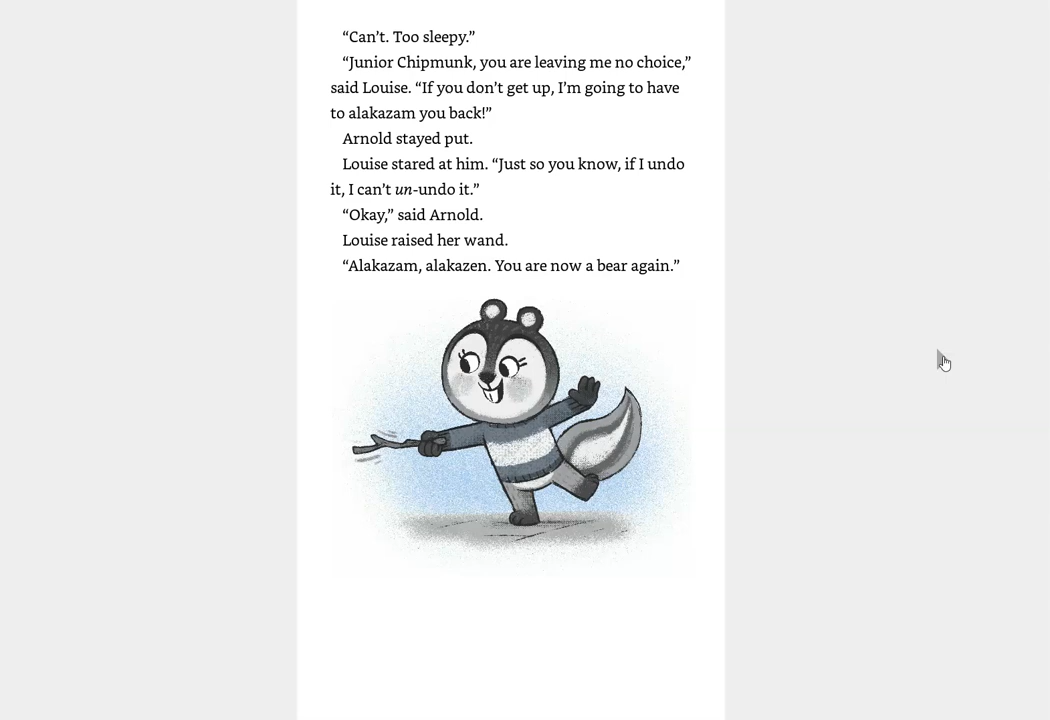 “Can’t. Too sleepy.”
“Junior Chipmunk, you are leaving me no choice,”
said Louise. “If you don’t get up, I’m going to have
to alakazam you back!”
Arnold stayed put.
Louise stared at him. “Just so you know, if I undo
it, I can’t un-undo it.”
“Okay,” said Arnold.
Louise raised her wand.
“Alakazam, alakazen. You are now a bear again.”